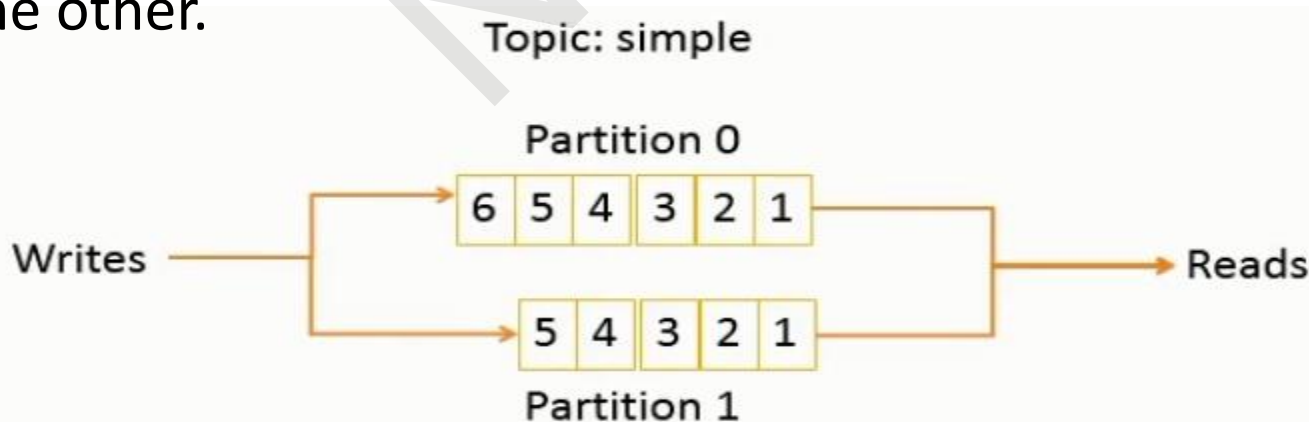 ne other.
Topic: simple
Partition 0
6 5 4 3 2 1
Writes
Reads
5 4 3 2 1
Partition 1